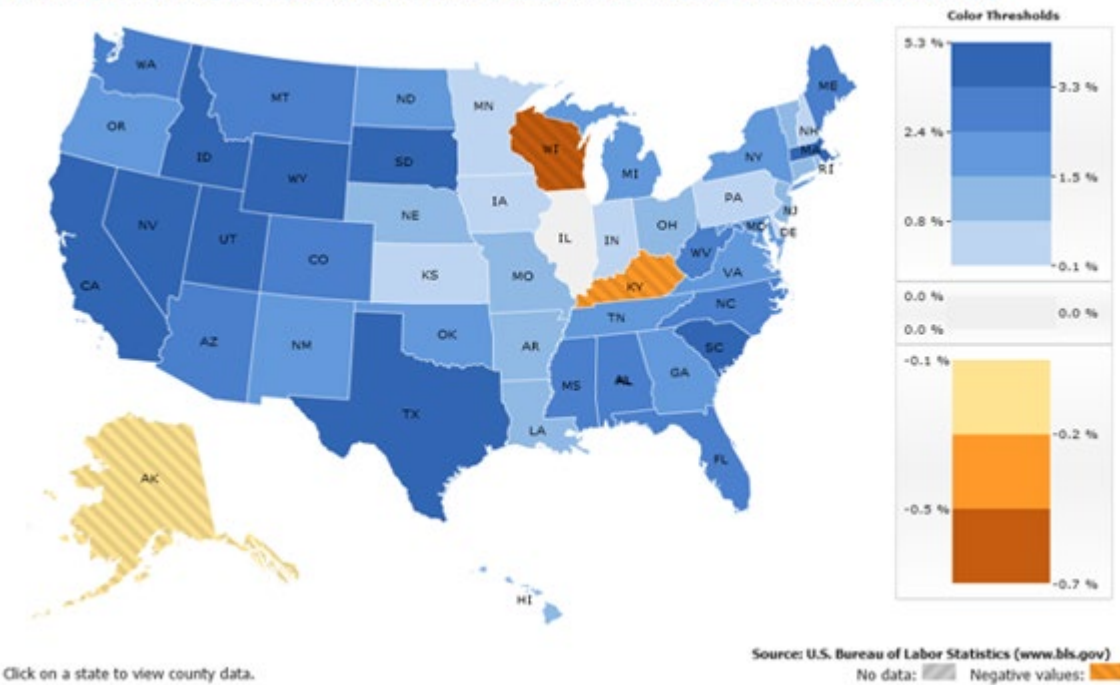 Color Thresholds
5.3 %
3.3 %
2.4 %
1.5 %
0.8 %
0.1 %
0.0 %
0.0 %
0.0 %
-0.1 %
-0.2 %
-0.5 %
-0.7 %
WA
MT
ND
MN
ME
OR
ID
WY
SD
WI
MI
NY
NH
MA
RI
NV
UT
CO
NE
IA
IL
IN
OH
PA
NJ
MD
DE
CA
KS
MO
KY
WV
VA
AZ
NM
OK
AR
TN
NC
SC
TX
LA
MS
AL
GA
FL
AK
HI
Source: U.S. Bureau of Labor Statistics (www.bls.gov)
Click on a state to view county data.
No data:
Negative values: